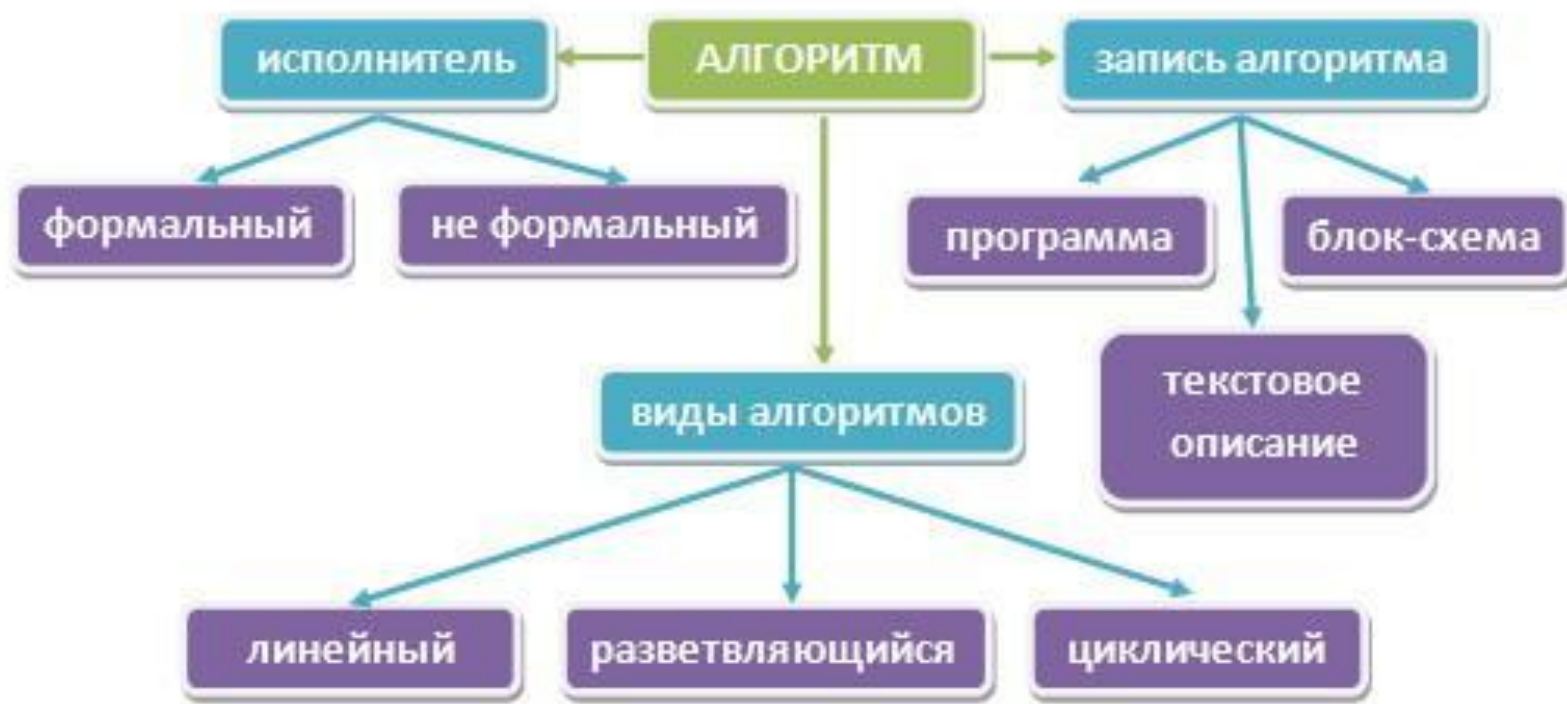 исполнитель
АЛГОРИТМ
запись алгоритма
формальный
не формальный
программа
блок-схема
текстовое
описание
виды алгоритмов
линейный
разветвляющийся
циклический